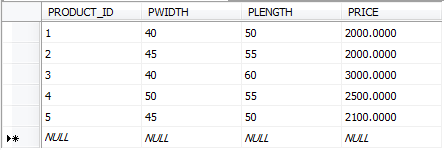 PRODUCT_ID PWIDTH PLENGTH PRICE
1 40 50 2000.0000
2 45 55 2000.0000
3 40 60 3000.0000
4 50 55 2500.0000
5 45 50 2100.0000
NULL NULL NULL NULL